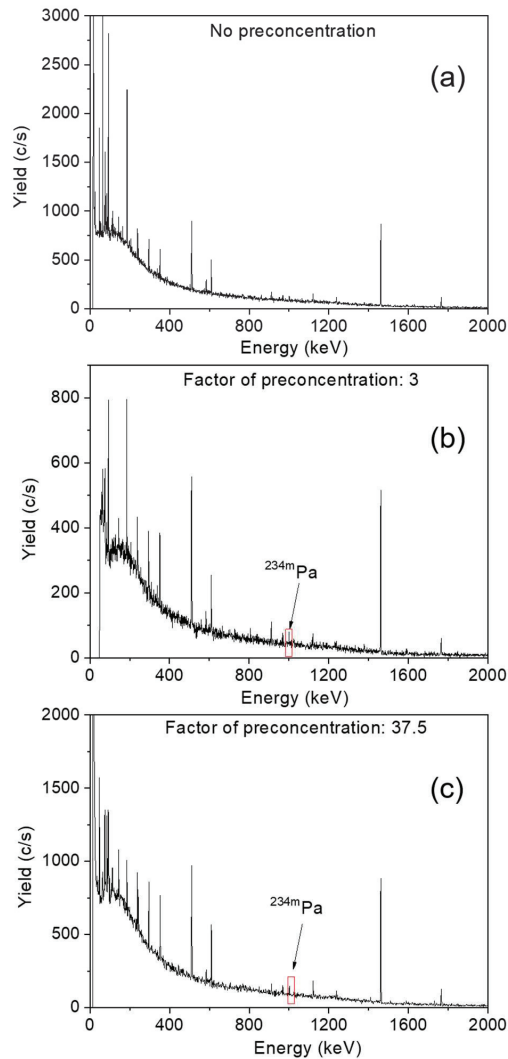 No preconcentration
(a)
Yield (c/s)
3000
2500
2000
1500
1000
500
0
0 400 800 1200 1600 2000
Energy (keV)
Factor of preconcentration: 3
(b)
Yield (c/s)
800
600
400
200
0
²³⁴ᵐPa
0 400 800 1200 1600 2000
Energy (keV)
Factor of preconcentration: 37.5
(c)
Yield (c/s)
2000
1500
1000
500
0
²³⁴ᵐPa
0 400 800 1200 1600 2000
Energy (keV)